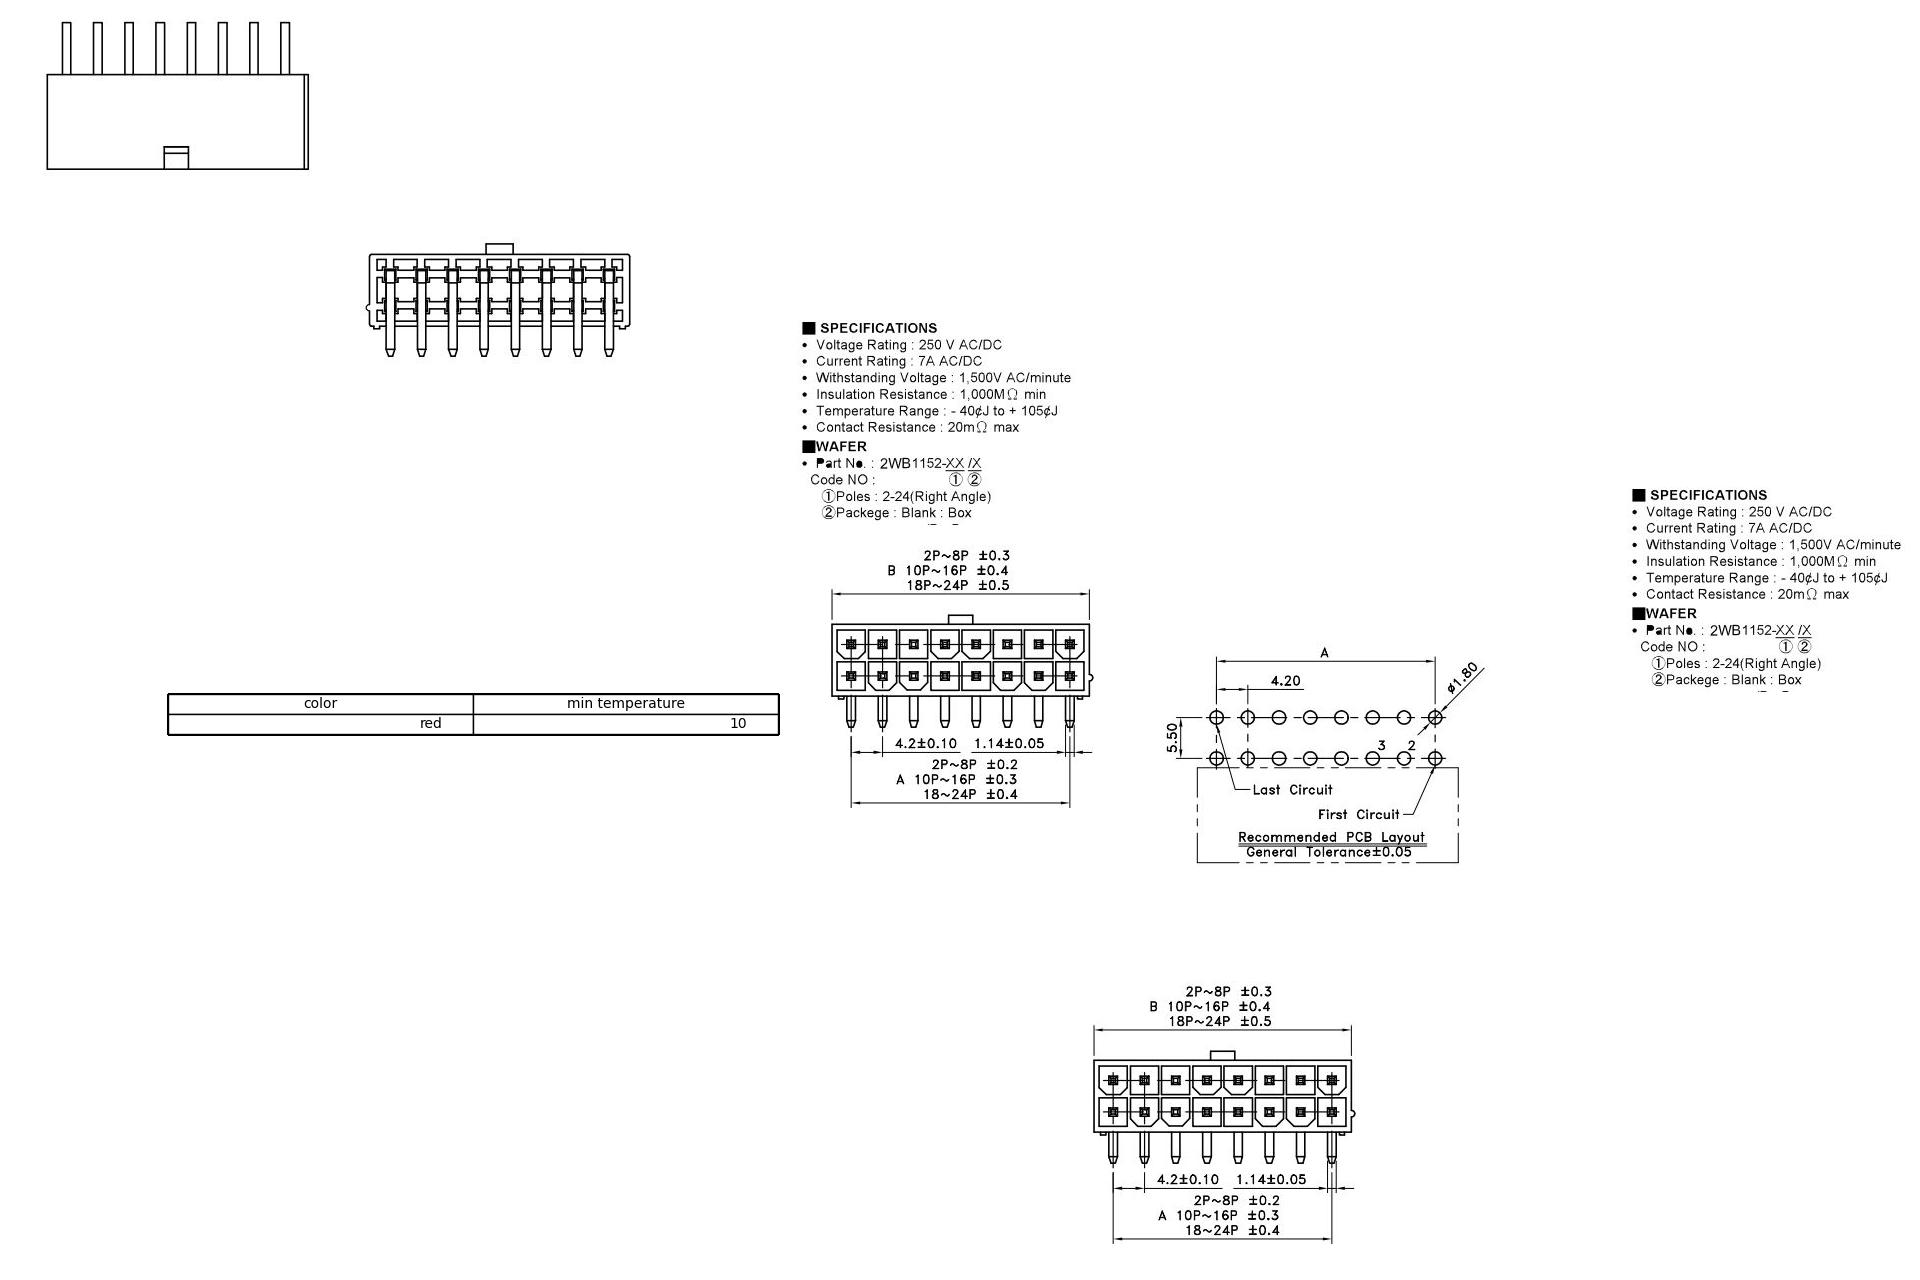 ■ SPECIFICATIONS
• Voltage Rating : 250 V AC/DC
• Current Rating : 7A AC/DC
• Withstanding Voltage : 1,500V AC/minute
• Insulation Resistance : 1,000MΩ min
• Temperature Range : - 40¢J to + 105¢J
• Contact Resistance : 20mΩ max
■WAFER
• Part No. : 2WB1152-XX /X
Code NO : ① ②
①Poles : 2-24(Right Angle)
②Packege : Blank : Box
2P~8P ±0.3
B 10P~16P ±0.4
18P~24P ±0.5
4.2±0.10 1.14±0.05
2P~8P ±0.2
A 10P~16P ±0.3
18~24P ±0.4
color min temperature
red 10
A
4.20
ø1.80
5.50
3 2
Last Circuit
First Circuit
Recommended PCB Layout
General Tolerance±0.05
■ SPECIFICATIONS
• Voltage Rating : 250 V AC/DC
• Current Rating : 7A AC/DC
• Withstanding Voltage : 1,500V AC/minute
• Insulation Resistance : 1,000MΩ min
• Temperature Range : - 40¢J to + 105¢J
• Contact Resistance : 20mΩ max
■WAFER
• Part No. : 2WB1152-XX /X
Code NO : ① ②
①Poles : 2-24(Right Angle)
②Packege : Blank : Box
2P~8P ±0.3
B 10P~16P ±0.4
18P~24P ±0.5
4.2±0.10 1.14±0.05
2P~8P ±0.2
A 10P~16P ±0.3
18~24P ±0.4